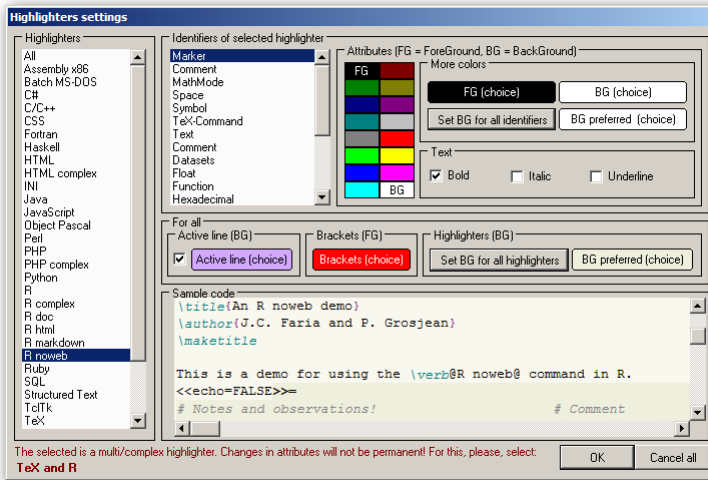 Highlighters settings
Highlighters
All
Assembly x86
Batch MS-DOS
C#
C/C++
CSS
Fortran
Haskell
HTML
HTML complex
INI
Java
JavaScript
Object Pascal
Perl
PHP
PHP complex
Python
R
R complex
R doc
R html
R markdown
R noweb
Ruby
SQL
Structured Text
TclTk
TeX
Identifiers of selected highlighter
Marker
Comment
MathMode
Space
Symbol
TeX-Command
Text
Comment
Datasets
Float
Function
Hexadecimal
Attributes (FG = ForeGround, BG = BackGround)
FG
BG
More colors
FG (choice)
BG (choice)
Set BG for all identifiers
BG preferred (choice)
Text
Bold
Italic
Underline
For all
Active line (BG)
Active line (choice)
Brackets (FG)
Brackets (choice)
Highlighters (BG)
Set BG for all highlighters
BG preferred (choice)
Sample code
\title{An R noweb demo}
\author{J.C. Faria and P. Grosjean}
\maketitle
This is a demo for using the \verb@R noweb@ command in R.
<<echo=FALSE>>=
# Notes and observations! # Comment
The selected is a multi/complex highlighter. Changes in attributes will not be permanent! For this, please, select:
TeX and R
OK
Cancel all